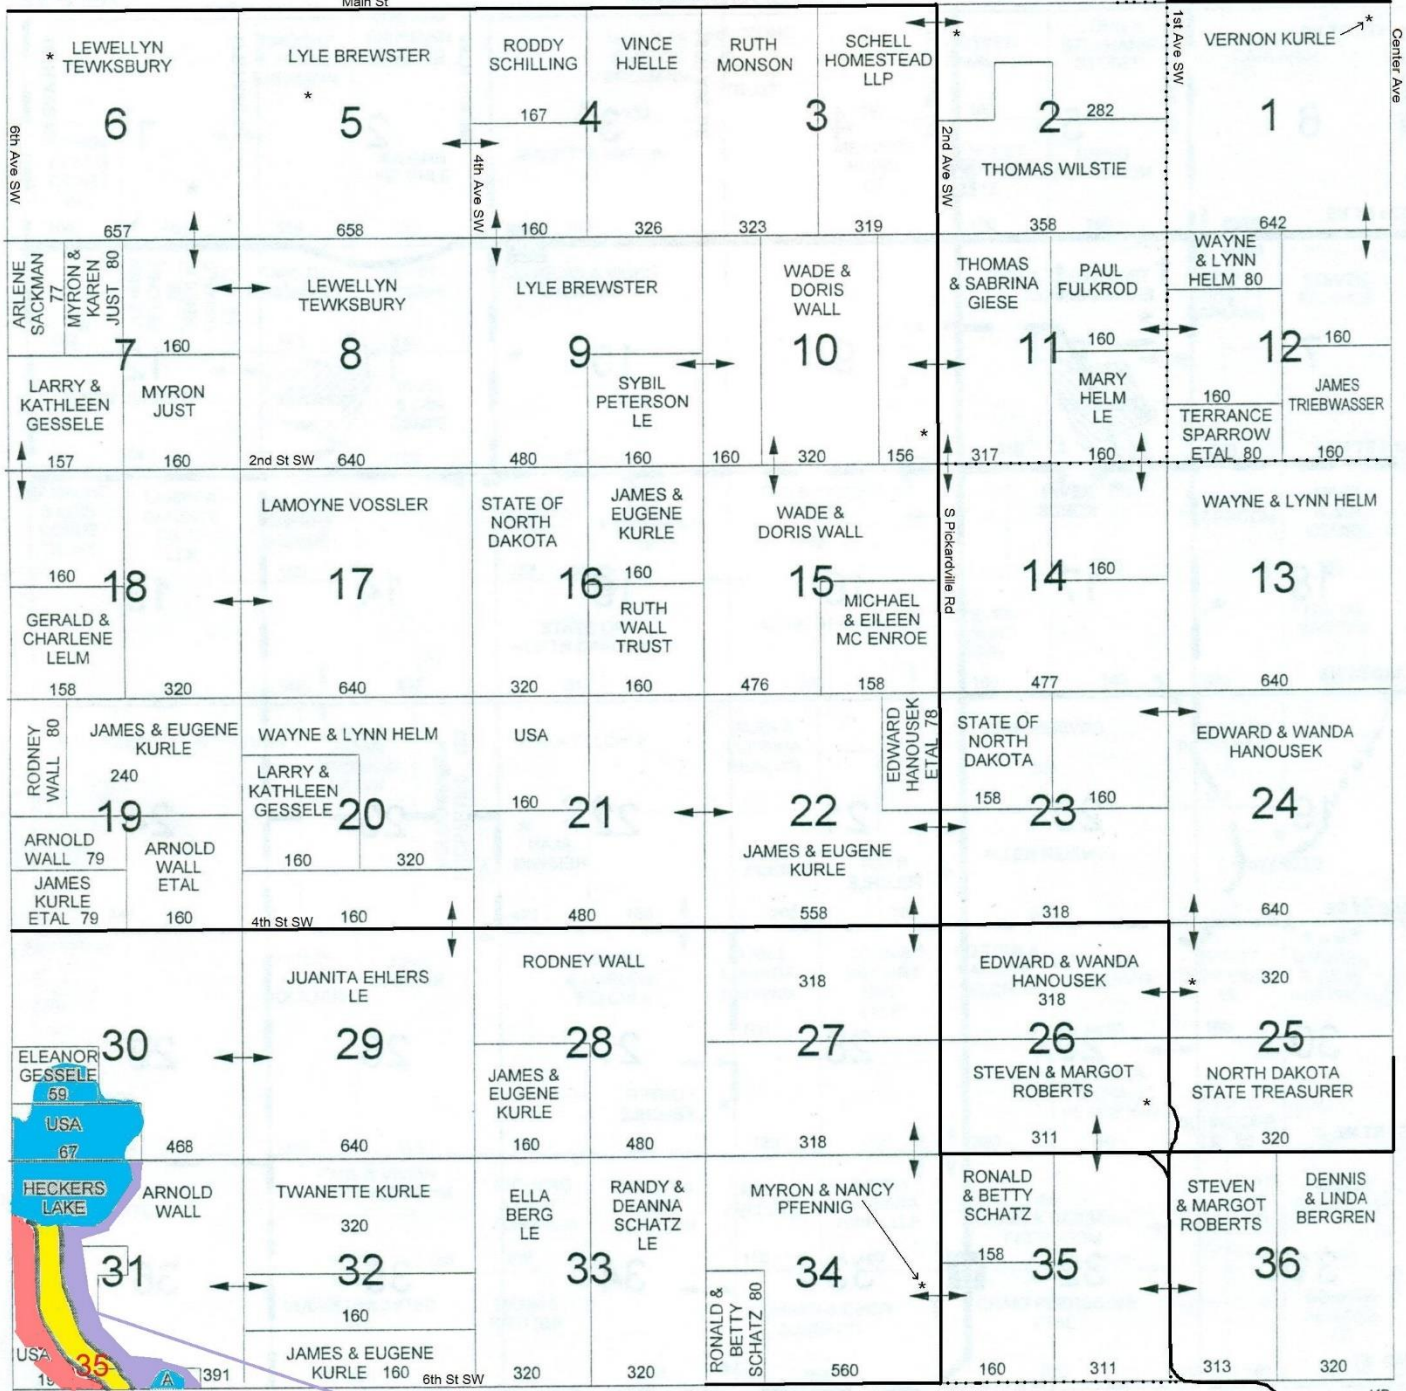 Main St
* LEWELLYN
TEWKSBURY
6
657
6th Ave SW
LYLE BREWSTER
*
5
658
4th Ave SW
RODDY
SCHILLING
167
4
160
VINCE
HJELLE
326
RUTH
MONSON
323
3
SCHELL
HOMESTEAD
LLP
319
*
2nd Ave SW
2
282
THOMAS WILSTIE
358
1st Ave SW
VERNON KURLE
*
1
642
Center Ave
ARLENE
SACKMAN
77
MYRON &
KAREN
JUST 80
160
7
LARRY &
KATHLEEN
GESSELE
157
MYRON
JUST
160
LEWELLYN
TEWKSBURY
8
2nd St SW
640
LYLE BREWSTER
9
480
SYBIL
PETERSON
LE
160
160
WADE &
DORIS
WALL
10
320
*
156
THOMAS
& SABRINA
GIESE
11
317
PAUL
FULKROD
160
MARY
HELM
LE
160
WAYNE
& LYNN
HELM 80
12
160
160
TERRANCE
SPARROW
ETAL 80
JAMES
TRIEBWASSER
160
160
18
GERALD &
CHARLENE
LELM
158
320
LAMOYNE VOSSLER
17
640
STATE OF
NORTH
DAKOTA
16
320
JAMES &
EUGENE
KURLE
160
RUTH
WALL
TRUST
160
WADE &
DORIS WALL
15
476
MICHAEL
& EILEEN
MC ENROE
158
S Pickardville Rd
14
160
477
WAYNE & LYNN HELM
13
640
RODNEY
WALL 80
JAMES & EUGENE
KURLE
240
19
ARNOLD
WALL 79
JAMES
KURLE
ETAL 79
ARNOLD
WALL
ETAL
160
WAYNE & LYNN HELM
LARRY &
KATHLEEN
GESSELE
20
160
320
4th St SW
160
USA
160
21
480
EDWARD
HANOUSEK
ETAL 78
22
JAMES & EUGENE
KURLE
558
STATE OF
NORTH
DAKOTA
158
23
160
318
EDWARD & WANDA
HANOUSEK
24
640
30
ELEANOR
GESSELE
59
USA
67
468
JUANITA EHLERS
LE
29
640
RODNEY WALL
28
JAMES &
EUGENE
KURLE
160
480
318
27
318
EDWARD & WANDA
HANOUSEK
318
26
STEVEN & MARGOT
ROBERTS
*
311
*
320
25
NORTH DAKOTA
STATE TREASURER
320
HECKERS
LAKE
ARNOLD
WALL
31
USA
35
A
391
TWANETTE KURLE
320
32
160
JAMES & EUGENE
KURLE 160
6th St SW
ELLA
BERG
LE
33
320
RANDY &
DEANNA
SCHATZ
LE
320
MYRON & NANCY
PFENNIG
34
*
RONALD &
BETTY
SCHATZ 80
560
RONALD
& BETTY
SCHATZ
158
35
160
311
STEVEN
& MARGOT
ROBERTS
36
313
DENNIS
& LINDA
BERGREN
320